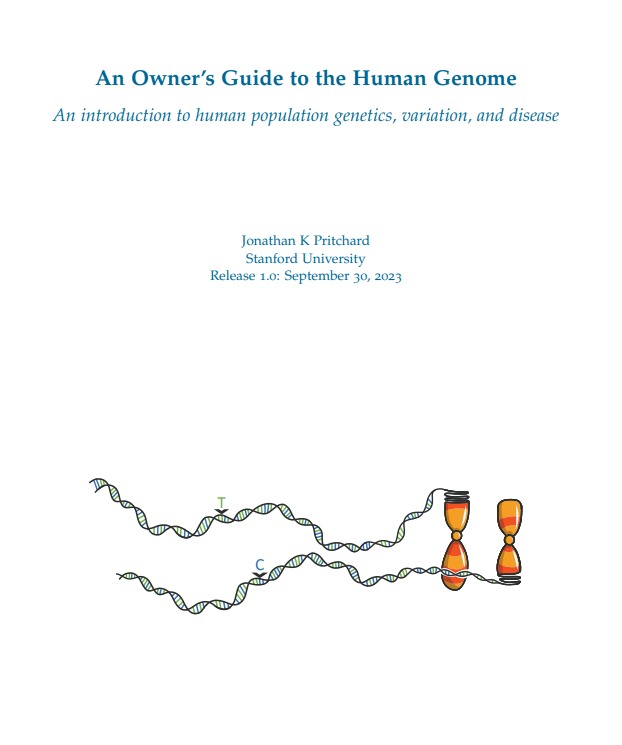 An Owner's Guide to the Human Genome
An introduction to human population genetics, variation, and disease
Jonathan K Pritchard
Stanford University
Release 1.0: September 30, 2023
T
C